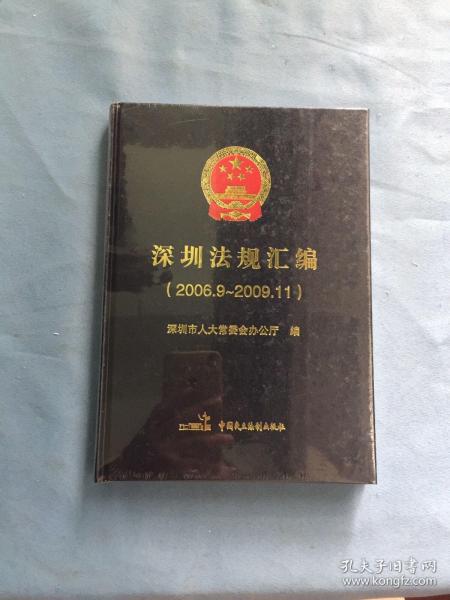 深圳法规汇编
(2006.9~2009.11)
深圳市人大常委会办公厅 编
中国民主法制出版社
孔夫子旧书网
www.kongfz.com